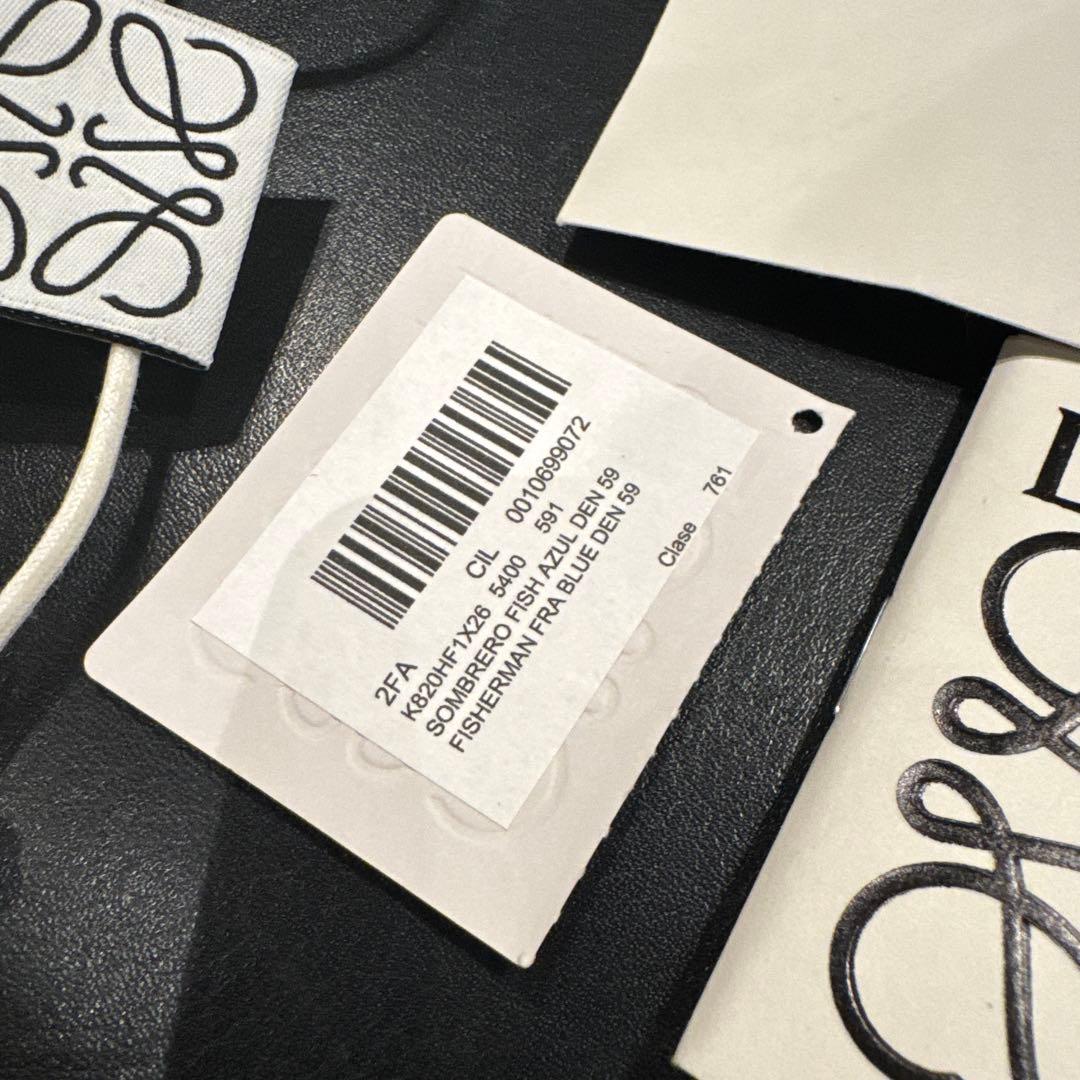 2FA CIL 0010699072
K820HF1X26 5400 591
SOMBRERO FISH AZUL DEN 59
FISHERMAN FRA BLUE DEN 59
Clase 761